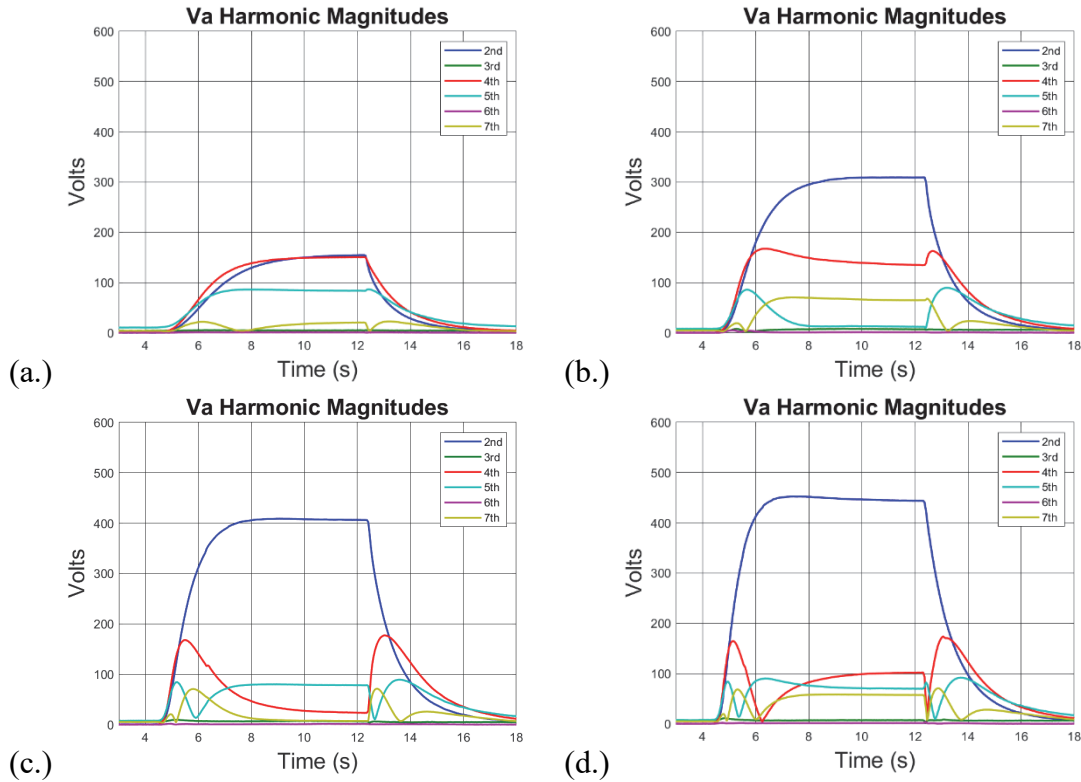 Va Harmonic Magnitudes
600
500
400
300
200
100
0
Volts
2nd
3rd
4th
5th
6th
7th
4 6 8 10 12 14 16 18
Time (s)
(a.)
Va Harmonic Magnitudes
600
500
400
300
200
100
0
Volts
2nd
3rd
4th
5th
6th
7th
4 6 8 10 12 14 16 18
Time (s)
(b.)
Va Harmonic Magnitudes
600
500
400
300
200
100
0
Volts
2nd
3rd
4th
5th
6th
7th
4 6 8 10 12 14 16 18
Time (s)
(c.)
Va Harmonic Magnitudes
600
500
400
300
200
100
0
Volts
2nd
3rd
4th
5th
6th
7th
4 6 8 10 12 14 16 18
Time (s)
(d.)